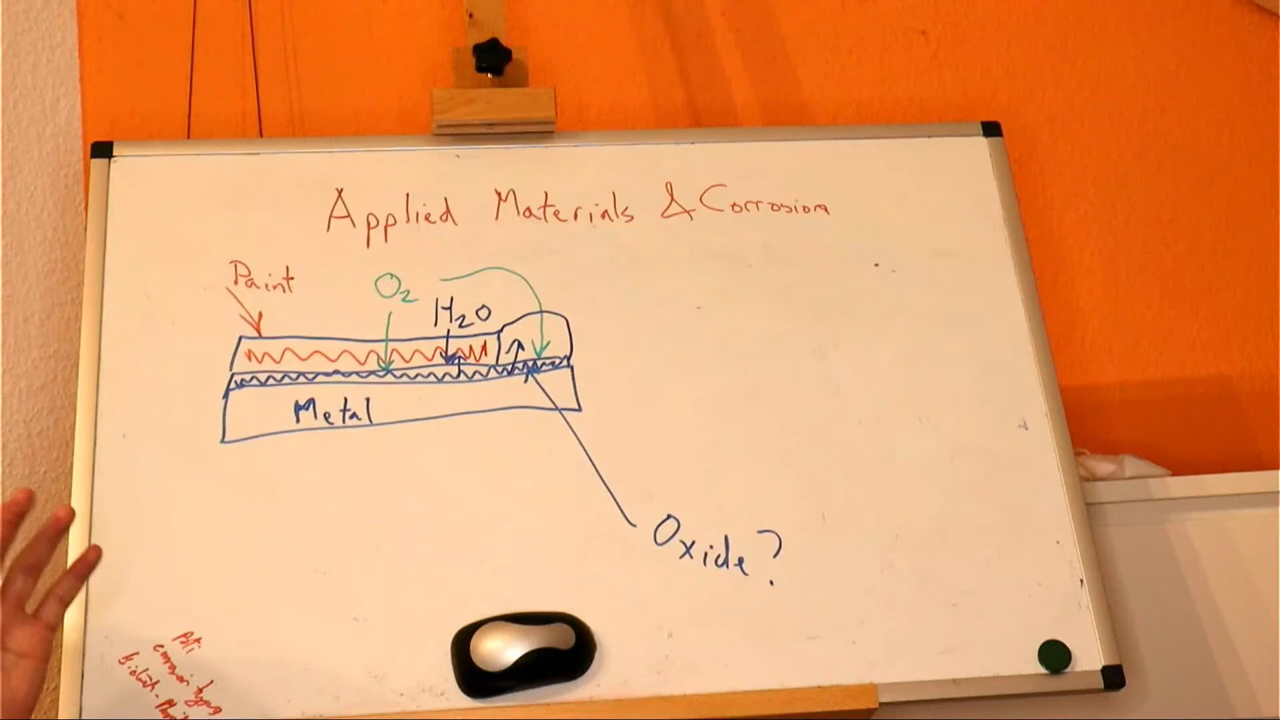 Applied Materials & Corrosion
Paint
O2
H2O
Metal
Oxide?